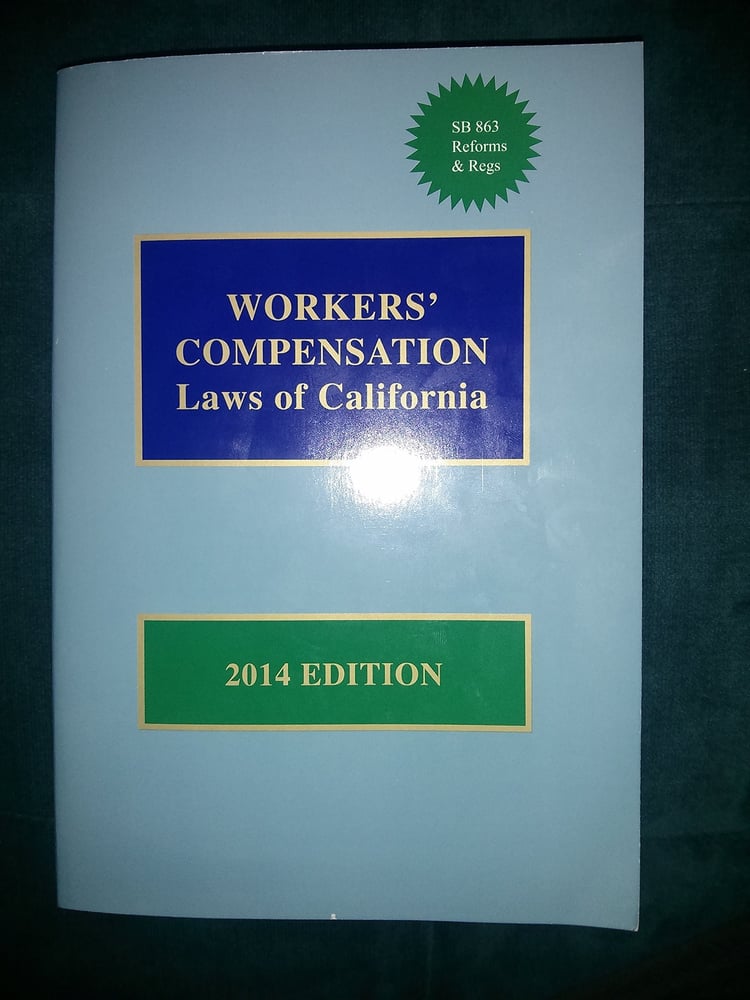 SB 863
Reforms
& Regs
WORKERS’
COMPENSATION
Laws of California
2014 EDITION